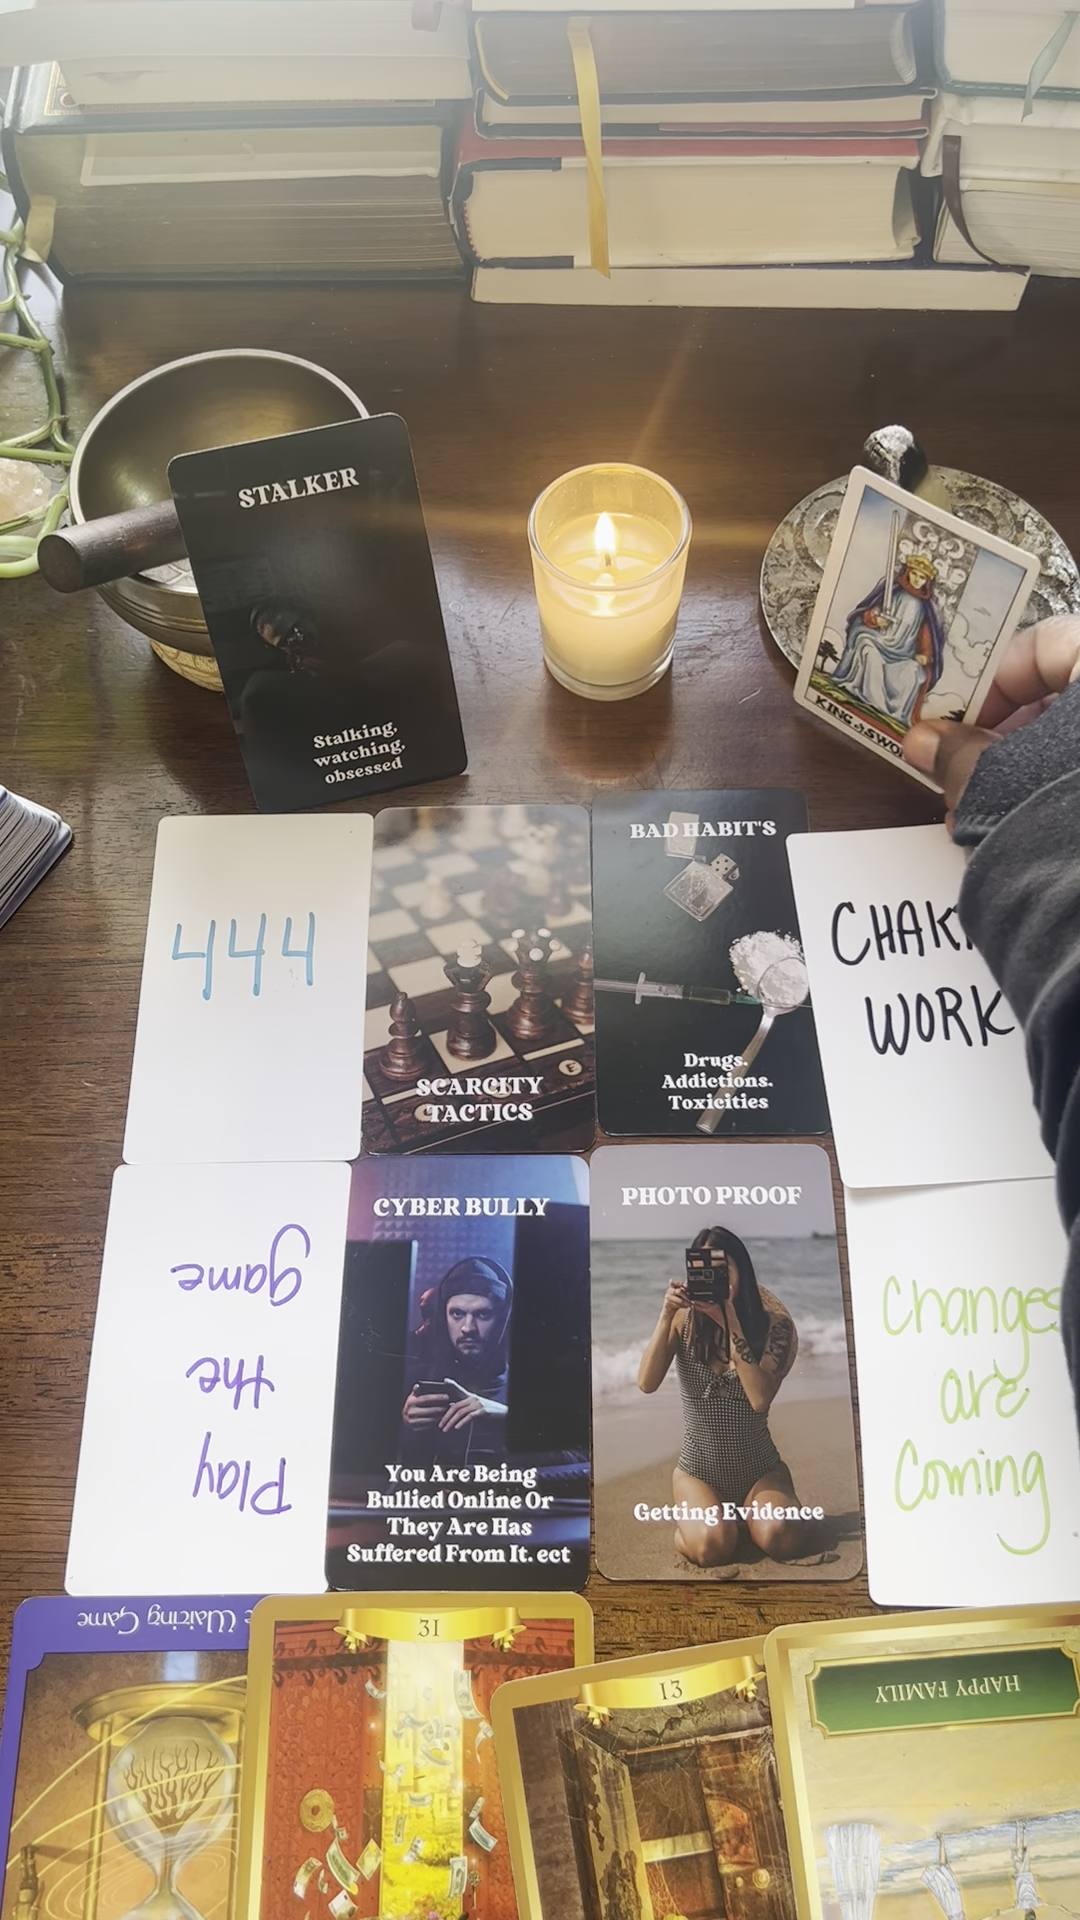 STALKER
Stalking,
watching,
obsessed
KING of
444
SCARCITY
TACTICS
BAD HABIT'S
Drugs.
Addictions.
Toxicities
WORK
Play
the
game
CYBER BULLY
You Are Being
Bullied Online Or
They Are Has
Suffered From It. ect
PHOTO PROOF
Getting Evidence
Changes
are
Coming
Waiting Game
31
13
HAPPY FAMILY
E